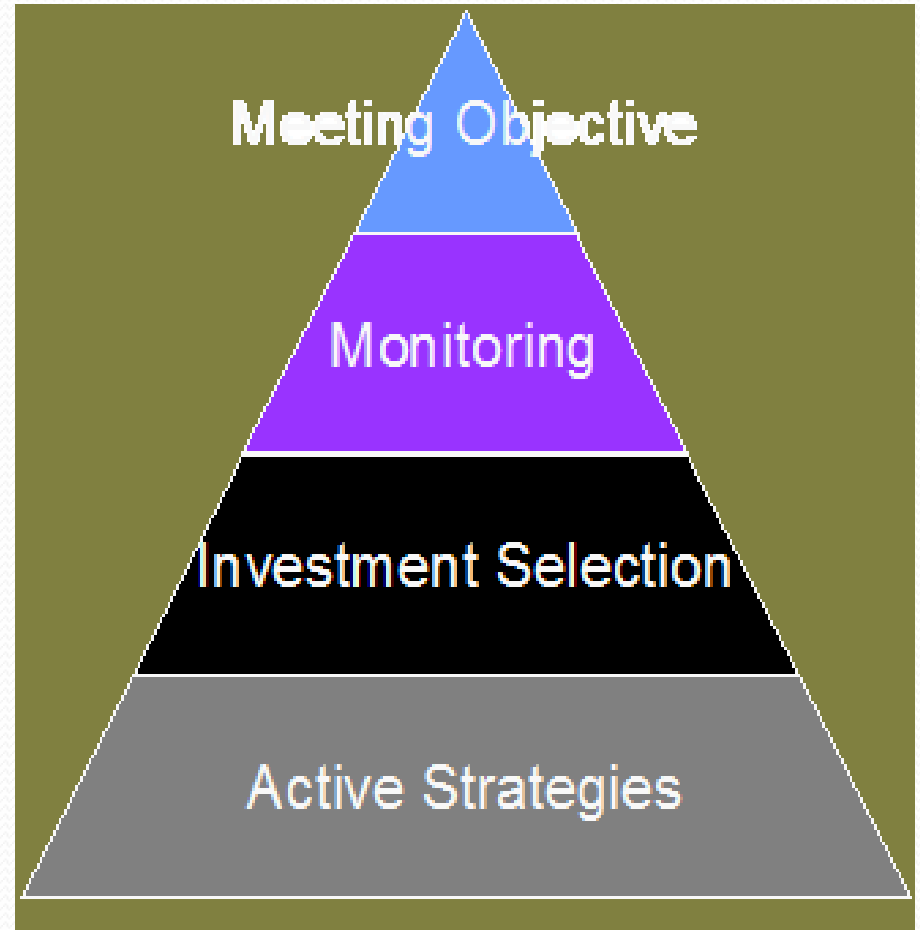 Meeting Objective
Monitoring
Investment Selection
Active Strategies